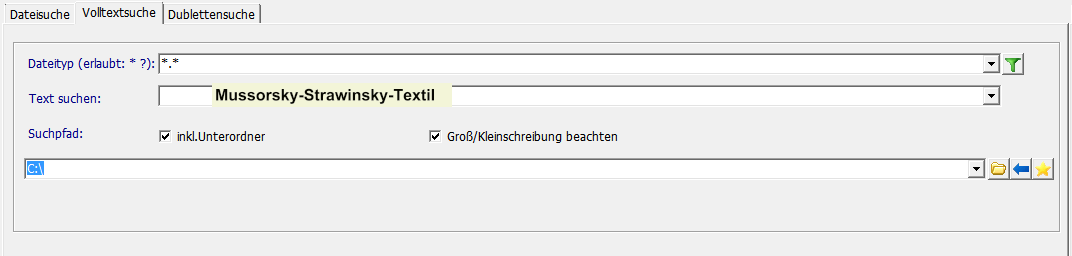 Dateisuche Volltextsuche Dublettensuche
Dateityp (erlaubt: * ?): *.*
Text suchen: Mussorsky-Strawinsky-Textil
Suchpfad: inkl.Unterordner Groß/Kleinschreibung beachten
C:\